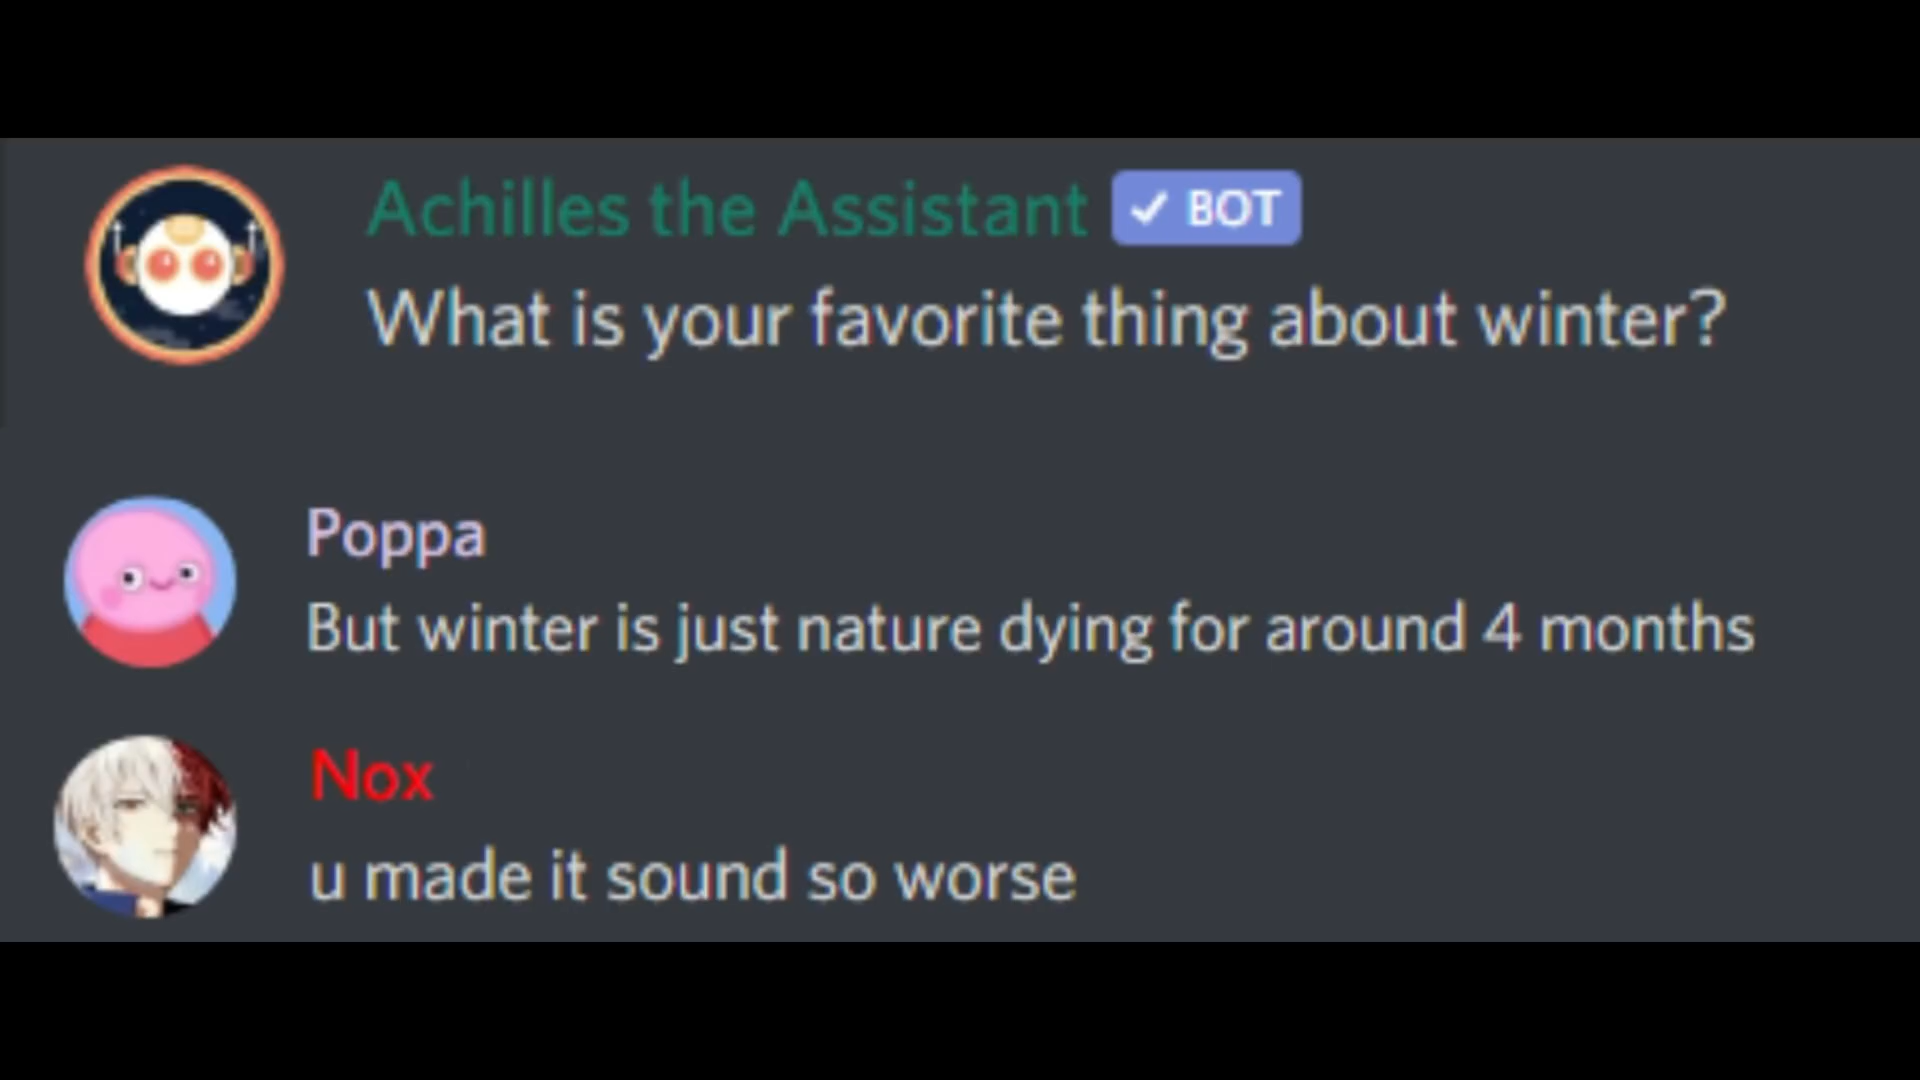 Achilles the Assistant ✓ BOT
What is your favorite thing about winter?
Poppa
But winter is just nature dying for around 4 months
Nox
u made it sound so worse